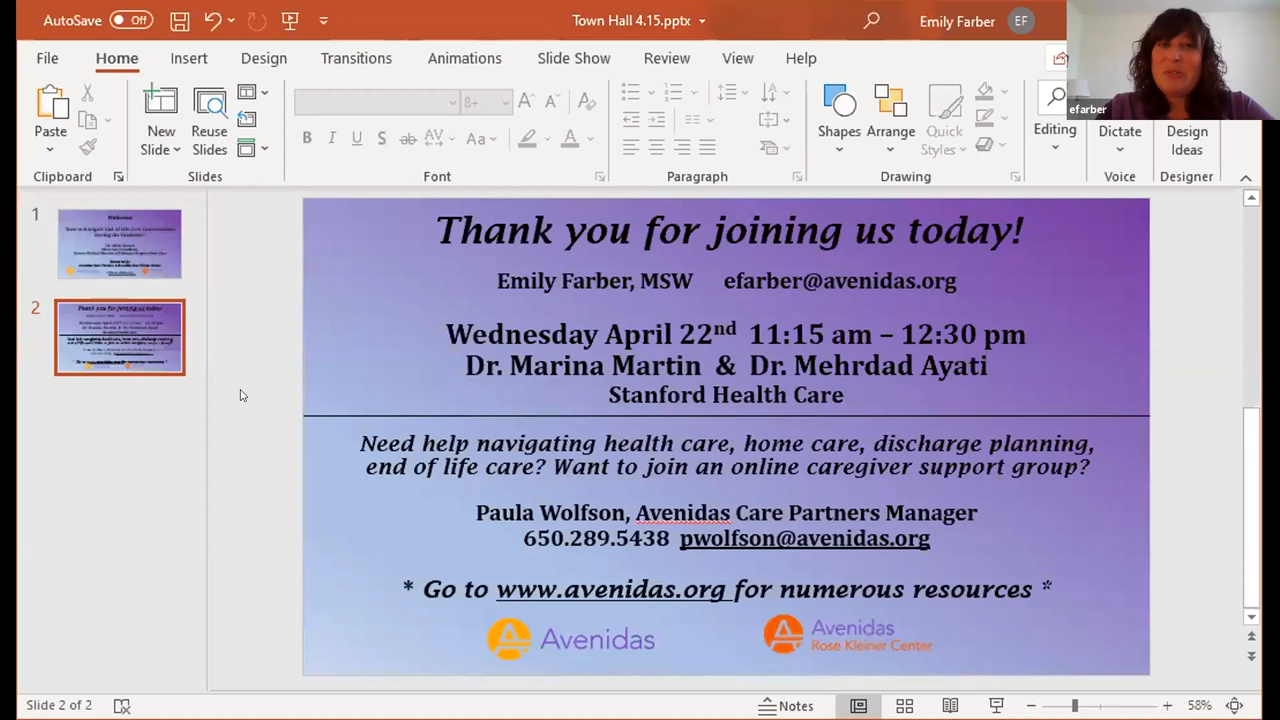 AutoSave Off Town Hall 4.15.pptx Emily Farber EF
File Home Insert Design Transitions Animations Slide Show Review View Help
efarber
Paste New Slide Reuse Slides B I U S ab AV Aa A Shapes Arrange Quick Styles Editing Dictate Design Ideas
Clipboard Slides Font Paragraph Drawing Voice Designer
1
2
Thank you for joining us today!
Emily Farber, MSW efarber@avenidas.org
Wednesday April 22nd 11:15 am – 12:30 pm
Dr. Marina Martin & Dr. Mehrdad Ayati
Stanford Health Care
Need help navigating health care, home care, discharge planning,
end of life care? Want to join an online caregiver support group?
Paula Wolfson, Avenidas Care Partners Manager
650.289.5438 pwolfson@avenidas.org
* Go to www.avenidas.org for numerous resources *
Avenidas
Avenidas
Rose Kleiner Center
Slide 2 of 2 Notes 58%